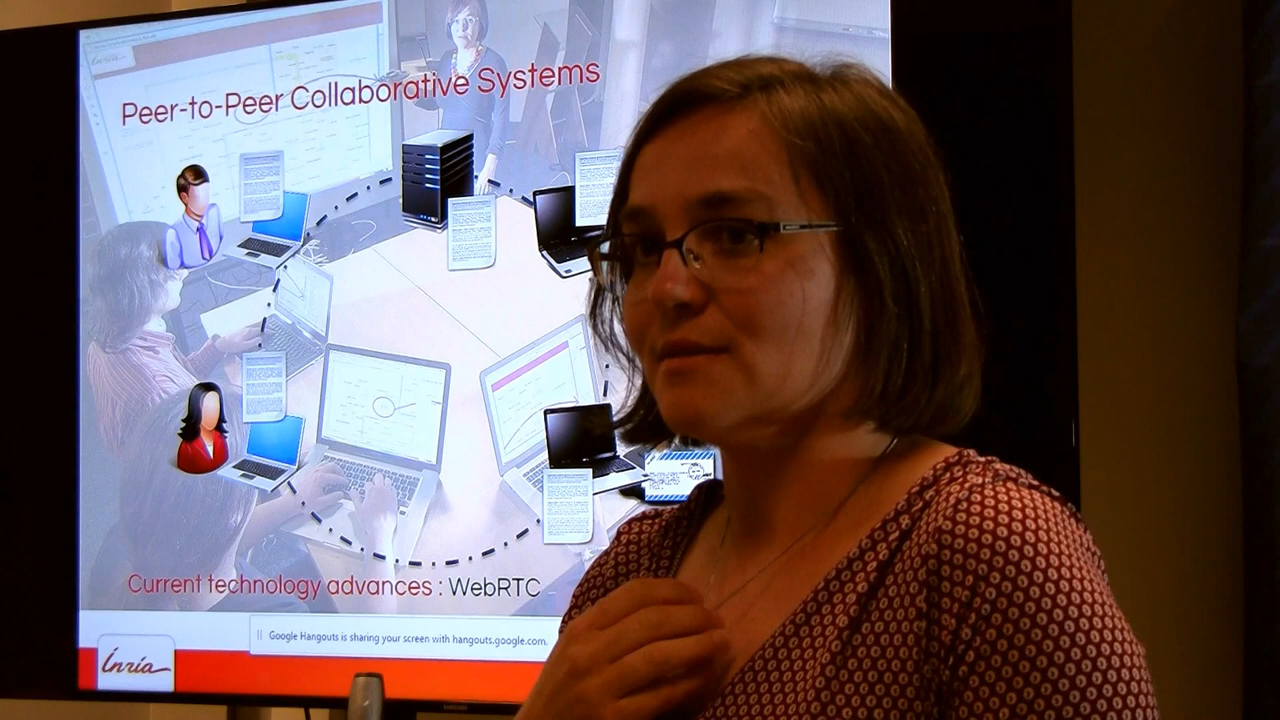 Peer-to-Peer Collaborative Systems
Current technology advances : WebRTC
Google Hangouts is sharing your screen with hangouts.google.com.
Inria
SAMSUNG